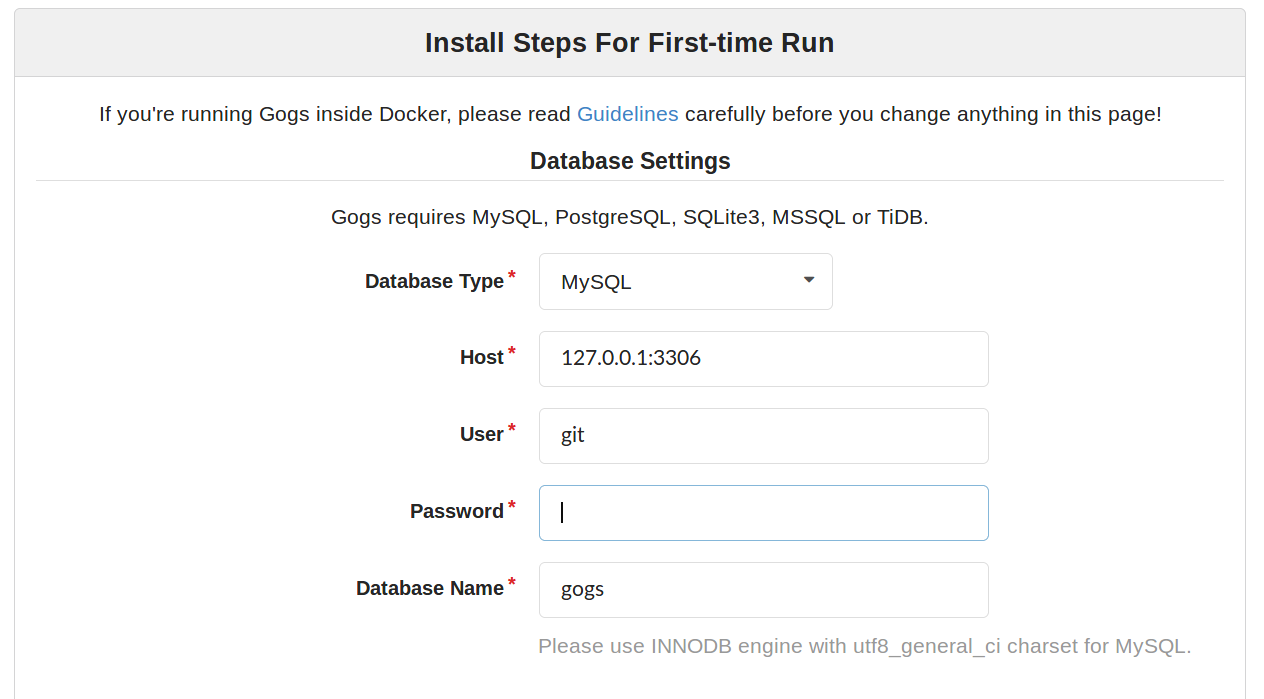 Install Steps For First-time Run
If you're running Gogs inside Docker, please read Guidelines carefully before you change anything in this page!
Database Settings
Gogs requires MySQL, PostgreSQL, SQLite3, MSSQL or TiDB.
Database Type * MySQL
Host * 127.0.0.1:3306
User * git
Password *
Database Name * gogs
Please use INNODB engine with utf8_general_ci charset for MySQL.